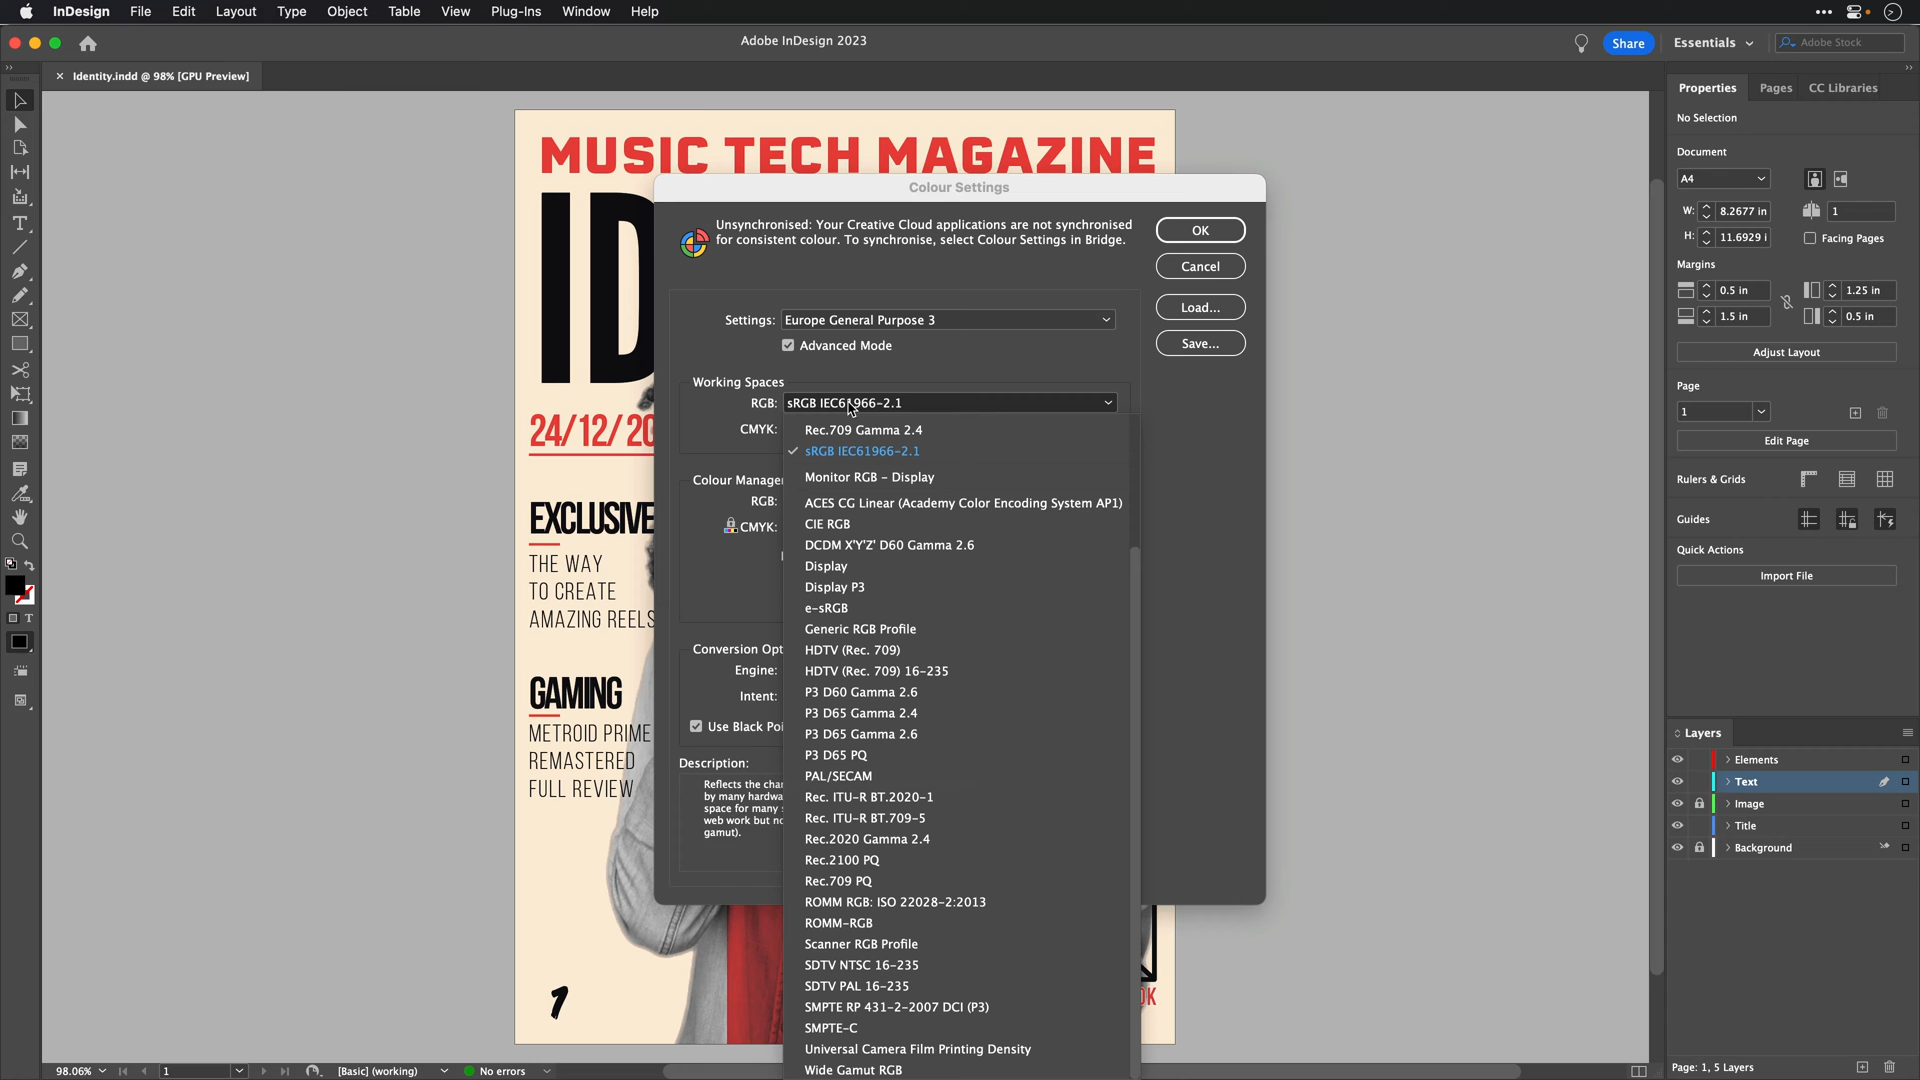 InDesign File Edit Layout Type Object Table View Plug-Ins Window Help
Adobe InDesign 2023
Share
Essentials
Adobe Stock
× Identity.indd @ 98% [GPU Preview]
MUSIC TECH MAGAZINE
ID
24/12/20
EXCLUSIVE
THE WAY
TO CREATE
AMAZING REELS
GAMING
METROID PRIME
REMASTERED
FULL REVIEW
1
OK
Colour Settings
Unsynchronised: Your Creative Cloud applications are not synchronised
for consistent colour. To synchronise, select Colour Settings in Bridge.
OK
Cancel
Load...
Save...
Settings: Europe General Purpose 3
Advanced Mode
Working Spaces
RGB: sRGB IEC61966-2.1
CMYK:
Colour Manage
RGB:
CMYK:
Conversion Opt
Engine:
Intent:
Use Black Poi
Description:
Reflects the cha
by many hardwa
space for many
web work but no
gamut).
Rec.709 Gamma 2.4
sRGB IEC61966-2.1
Monitor RGB - Display
ACES CG Linear (Academy Color Encoding System AP1)
CIE RGB
DCDM X'Y'Z' D60 Gamma 2.6
Display
Display P3
e-sRGB
Generic RGB Profile
HDTV (Rec. 709)
HDTV (Rec. 709) 16-235
P3 D60 Gamma 2.6
P3 D65 Gamma 2.4
P3 D65 Gamma 2.6
P3 D65 PQ
PAL/SECAM
Rec. ITU-R BT.2020-1
Rec. ITU-R BT.709-5
Rec.2020 Gamma 2.4
Rec.2100 PQ
Rec.709 PQ
ROMM RGB: ISO 22028-2:2013
ROMM-RGB
Scanner RGB Profile
SDTV NTSC 16-235
SDTV PAL 16-235
SMPTE RP 431-2-2007 DCI (P3)
SMPTE-C
Universal Camera Film Printing Density
Wide Gamut RGB
Properties Pages CC Libraries
No Selection
Document
A4
W: 8.2677 in
1
H: 11.6929 i
Facing Pages
Margins
0.5 in 1.25 in
1.5 in 0.5 in
Adjust Layout
Page
1
Edit Page
Rulers & Grids
Guides
Quick Actions
Import File
Layers
Elements
Text
Image
Title
Background
Page: 1, 5 Layers
98.06% 1 [Basic] (working) No errors